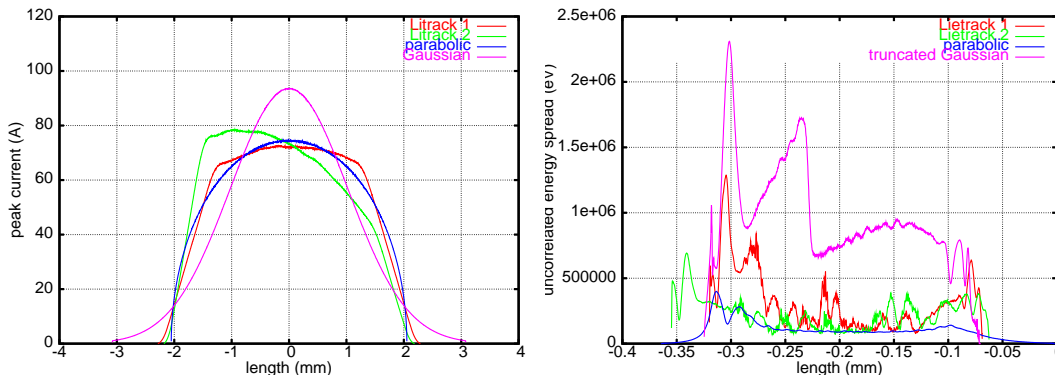 120
100
80
60
40
20
0
peak current (A)
Litrack 1
Litrack 2
parabolic
Gaussian
-4 -3 -2 -1 0 1 2 3 4
length (mm)
2.5e+06
2e+06
1.5e+06
1e+06
500000
0
uncorrelated energy spread (eV)
Lietrack 1
Lietrack 2
parabolic
truncated Gaussian
-0.4 -0.35 -0.3 -0.25 -0.2 -0.15 -0.1 -0.05 0
length (mm)